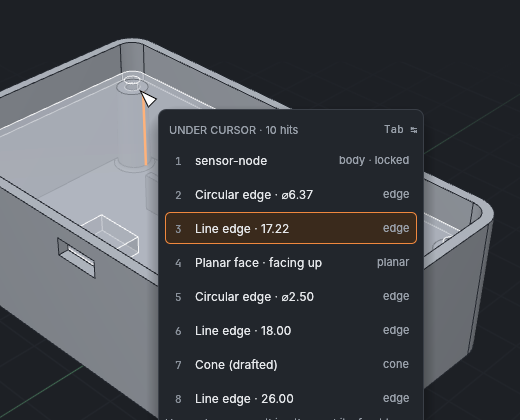 UNDER CURSOR · 10 hits Tab ⇆
1 sensor-node body · locked
2 Circular edge · ⌀6.37 edge
3 Line edge · 17.22 edge
4 Planar face · facing up planar
5 Circular edge · ⌀2.50 edge
6 Line edge · 18.00 edge
7 Cone (drafted) cone
8 Line edge · 26.00 edge